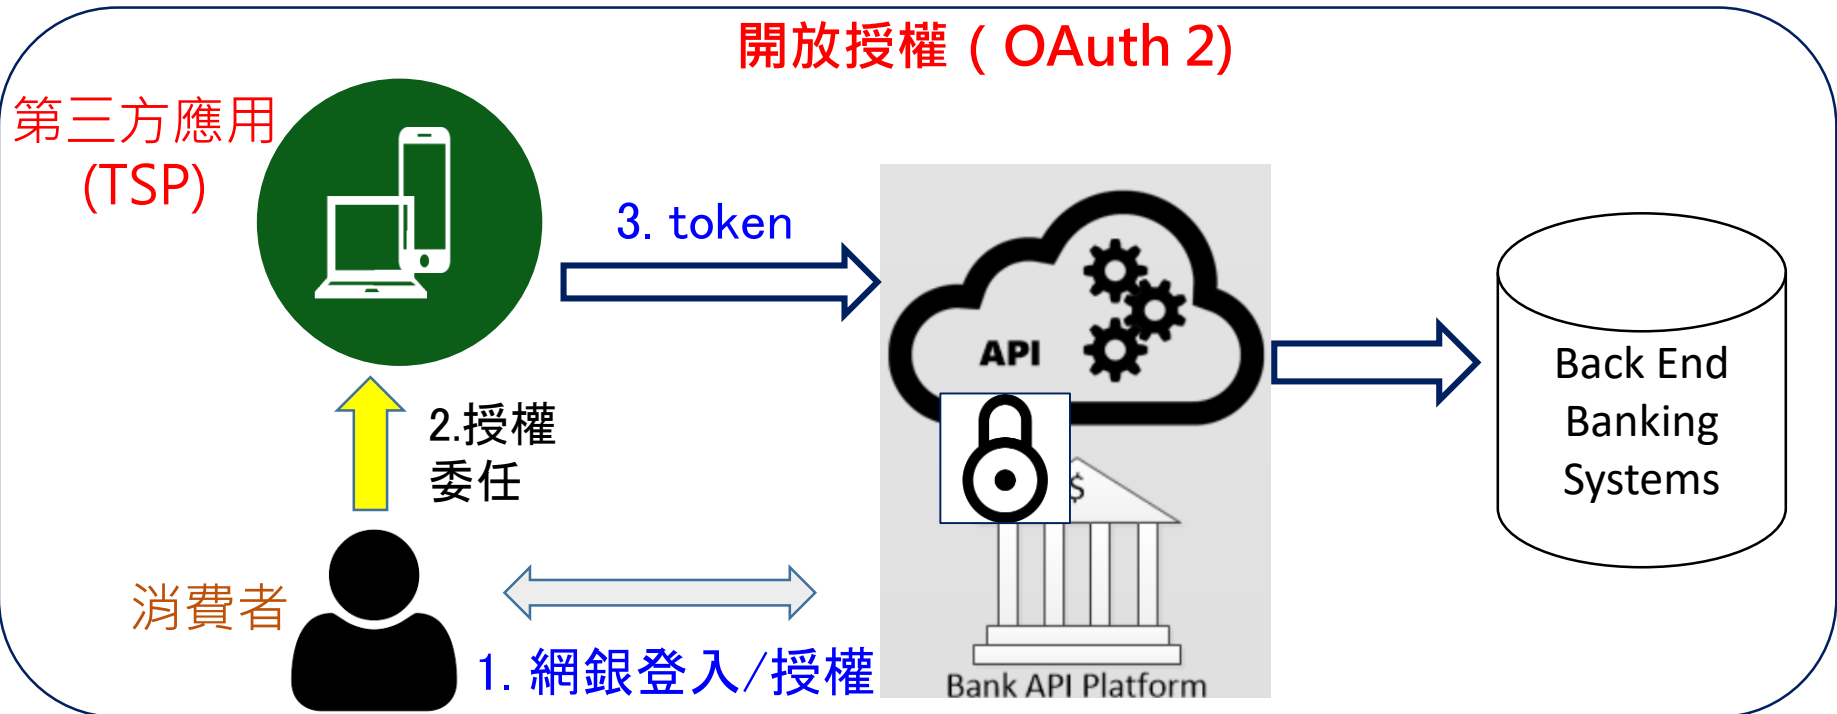 開放授權 ( OAuth 2)
第三方應用
(TSP)
3. token
API
Back End
Banking
Systems
2.授權
委任
$
消費者
1. 網銀登入/授權
Bank API Platform